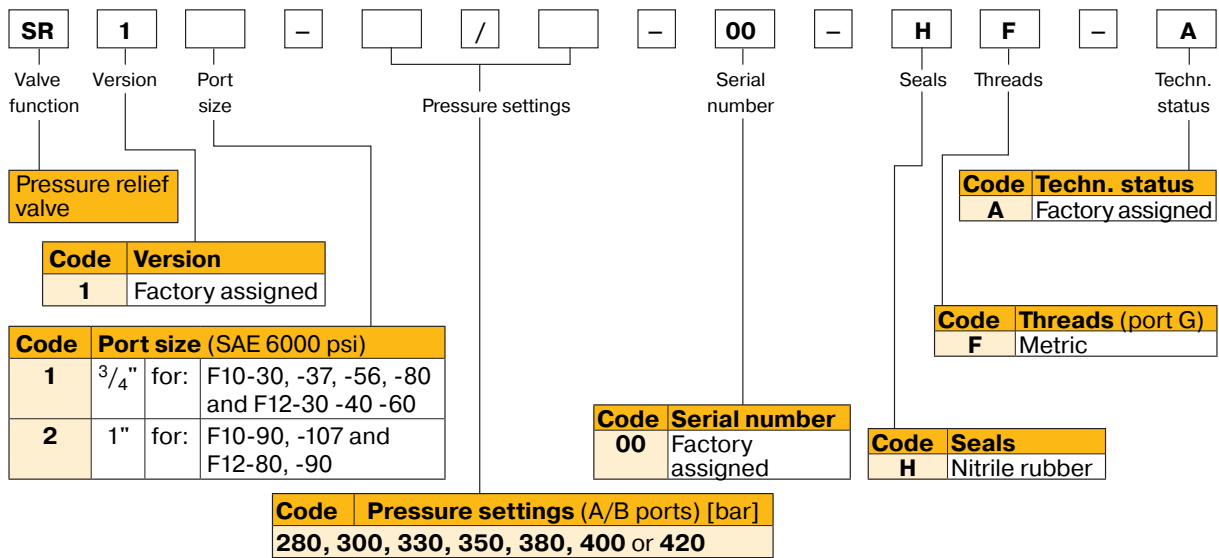 SR 1 – / – 00 – H F – A
Valve function
Version
Port size
Pressure settings
Serial number
Seals
Threads
Techn. status
Pressure relief
valve
Code Techn. status
A Factory assigned
Code Version
1 Factory assigned
Code Threads (port G)
F Metric
Code Port size (SAE 6000 psi)
1 3/4" for: F10-30, -37, -56, -80
and F12-30 -40 -60
2 1" for: F10-90, -107 and
F12-80, -90
Code Serial number
00 Factory
assigned
Code Seals
H Nitrile rubber
Code Pressure settings (A/B ports) [bar]
280, 300, 330, 350, 380, 400 or 420